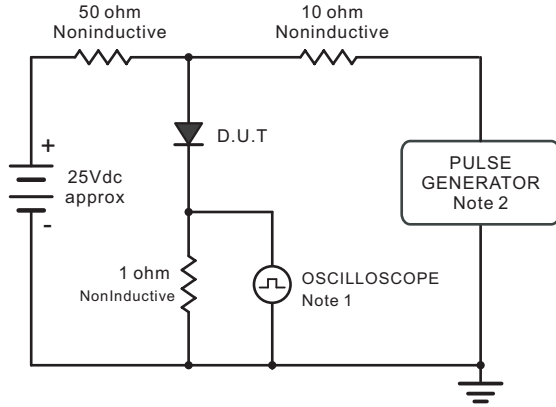 50 ohm
Noninductive
10 ohm
Noninductive
D.U.T
+
25Vdc
approx
-
PULSE
GENERATOR
Note 2
1 ohm
NonInductive
OSCILLOSCOPE
Note 1